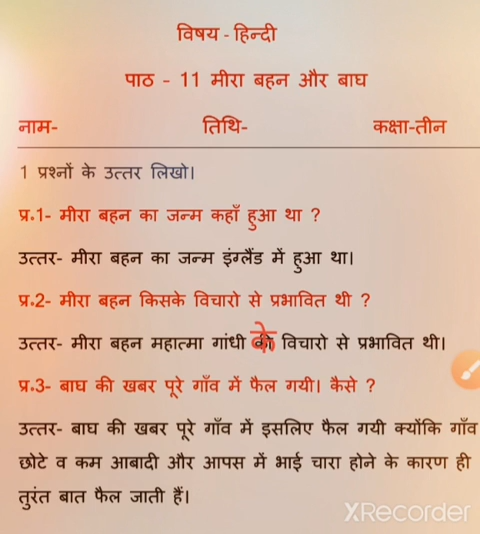 विषय - हिन्दी
पाठ - 11 मीरा बहन और बाघ
नाम- तिथि- कक्षा-तीन
1 प्रश्नों के उत्तर लिखो।
प्र.1- मीरा बहन का जन्म कहाँ हुआ था ?
उत्तर- मीरा बहन का जन्म इंग्लैंड में हुआ था।
प्र.2- मीरा बहन किसके विचारो से प्रभावित थी ?
उत्तर- मीरा बहन महात्मा गांधी के विचारो से प्रभावित थी।
प्र.3- बाघ की खबर पूरे गाँव में फैल गयी। कैसे ?
उत्तर- बाघ की खबर पूरे गाँव में इसलिए फैल गयी क्योंकि गाँव
छोटे व कम आबादी और आपस में भाई चारा होने के कारण ही
तुरंत बात फैल जाती हैं।
XRecorder